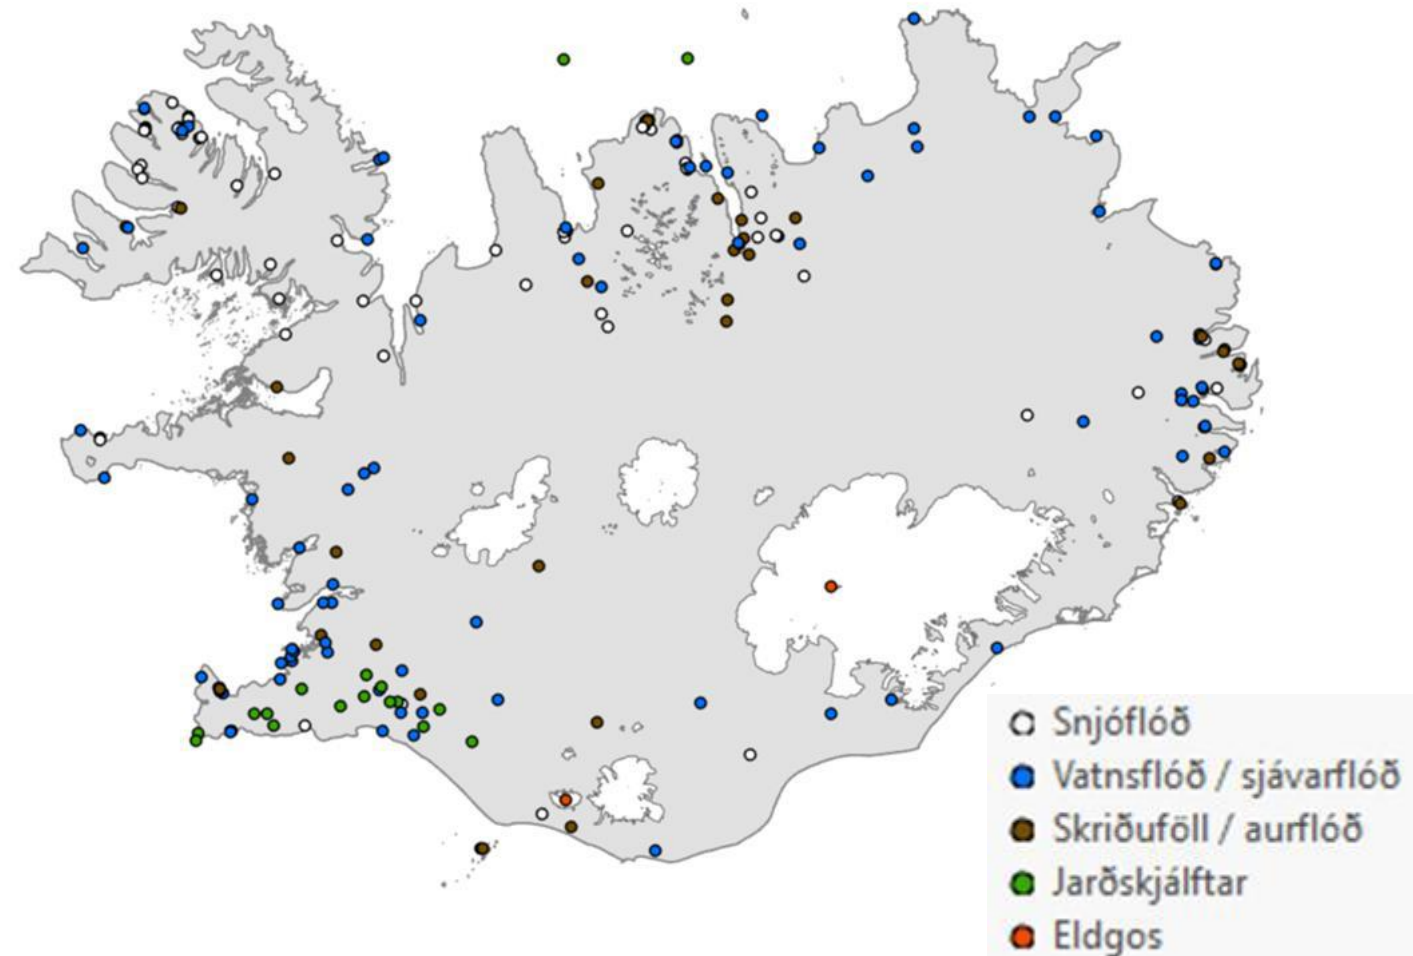 Snjóflóð
Vatnsflóð / sjávarflóð
Skriðuföll / aurflóð
Jarðskjálftar
Eldgos